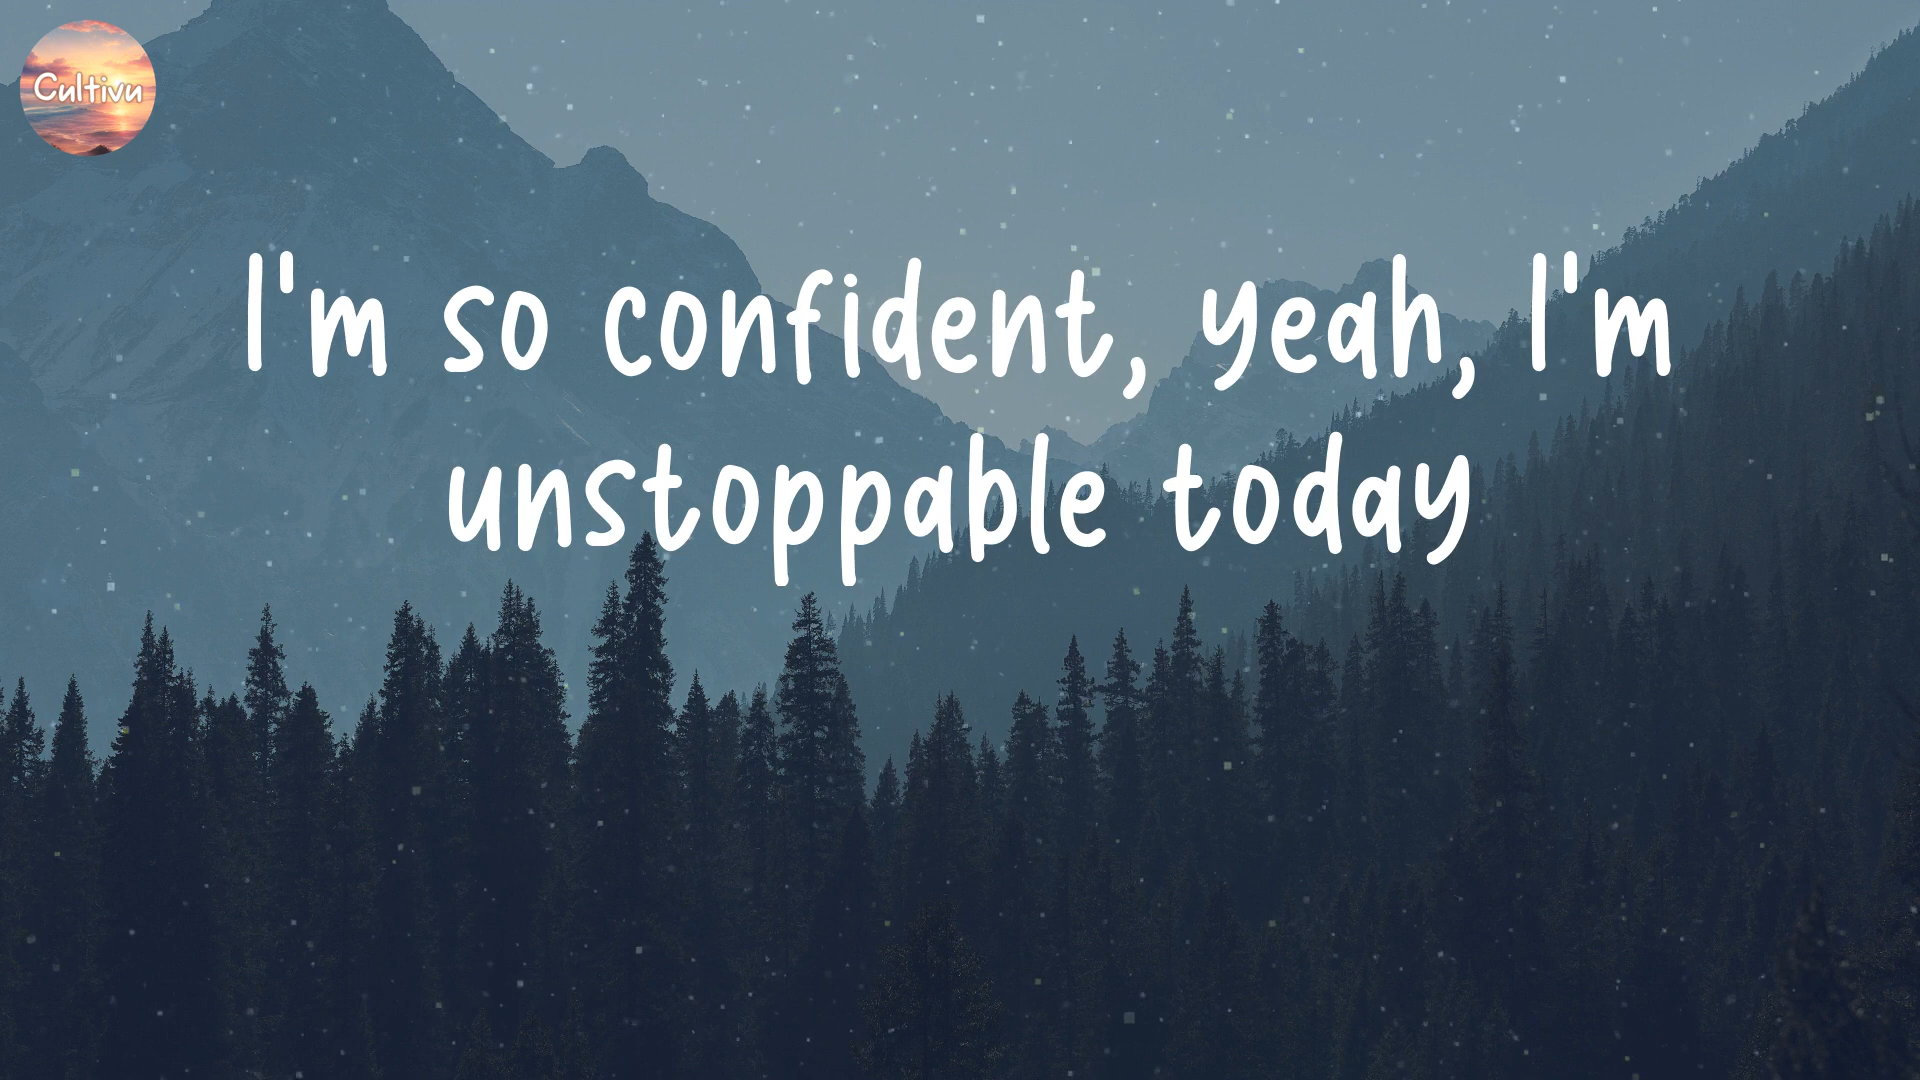 Cultivu
I'm so confident, yeah, I'm
unstoppable today